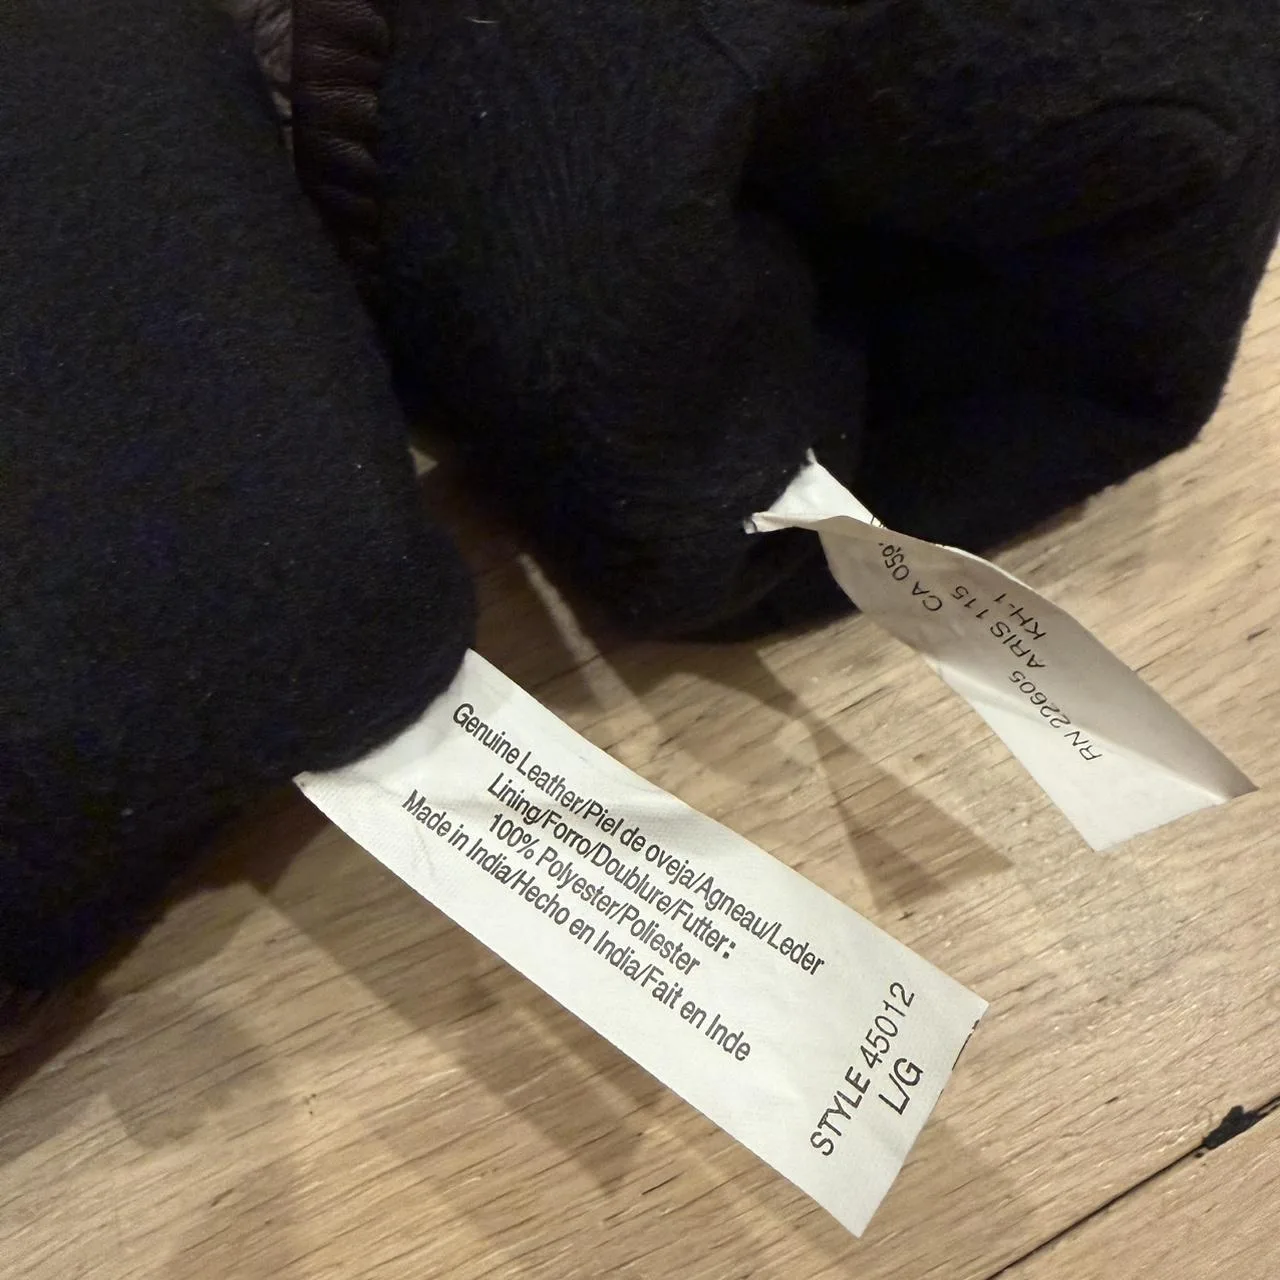 Genuine Leather/Piel de oveja/Agneau/Leder
Lining/Forro/Doublure/Futter:
100% Polyester/Poliester
Made in India/Hecho en India/Fait en Inde
STYLE 45012
L/G
RN 22605 ARIS 115
KH-1
CA